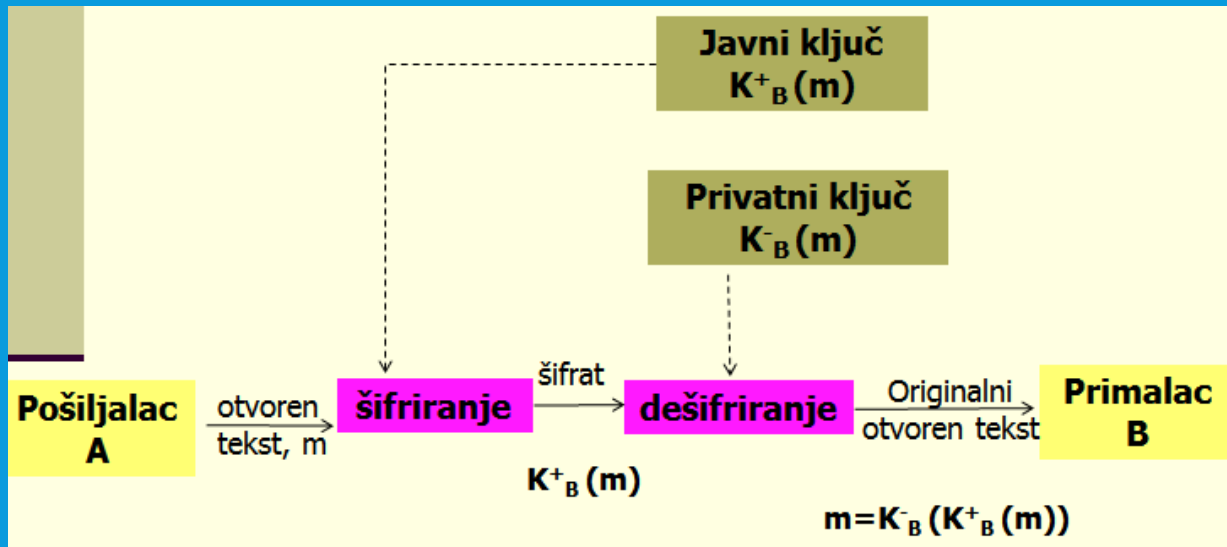 Javni ključ
K⁺B (m)
Privatni ključ
K⁻B (m)
Pošiljalac
A
otvoren
tekst, m
šifriranje
šifrat
dešifriranje
Originalni
otvoren tekst
Primalac
B
K⁺B (m)
m=K⁻B (K⁺B (m))